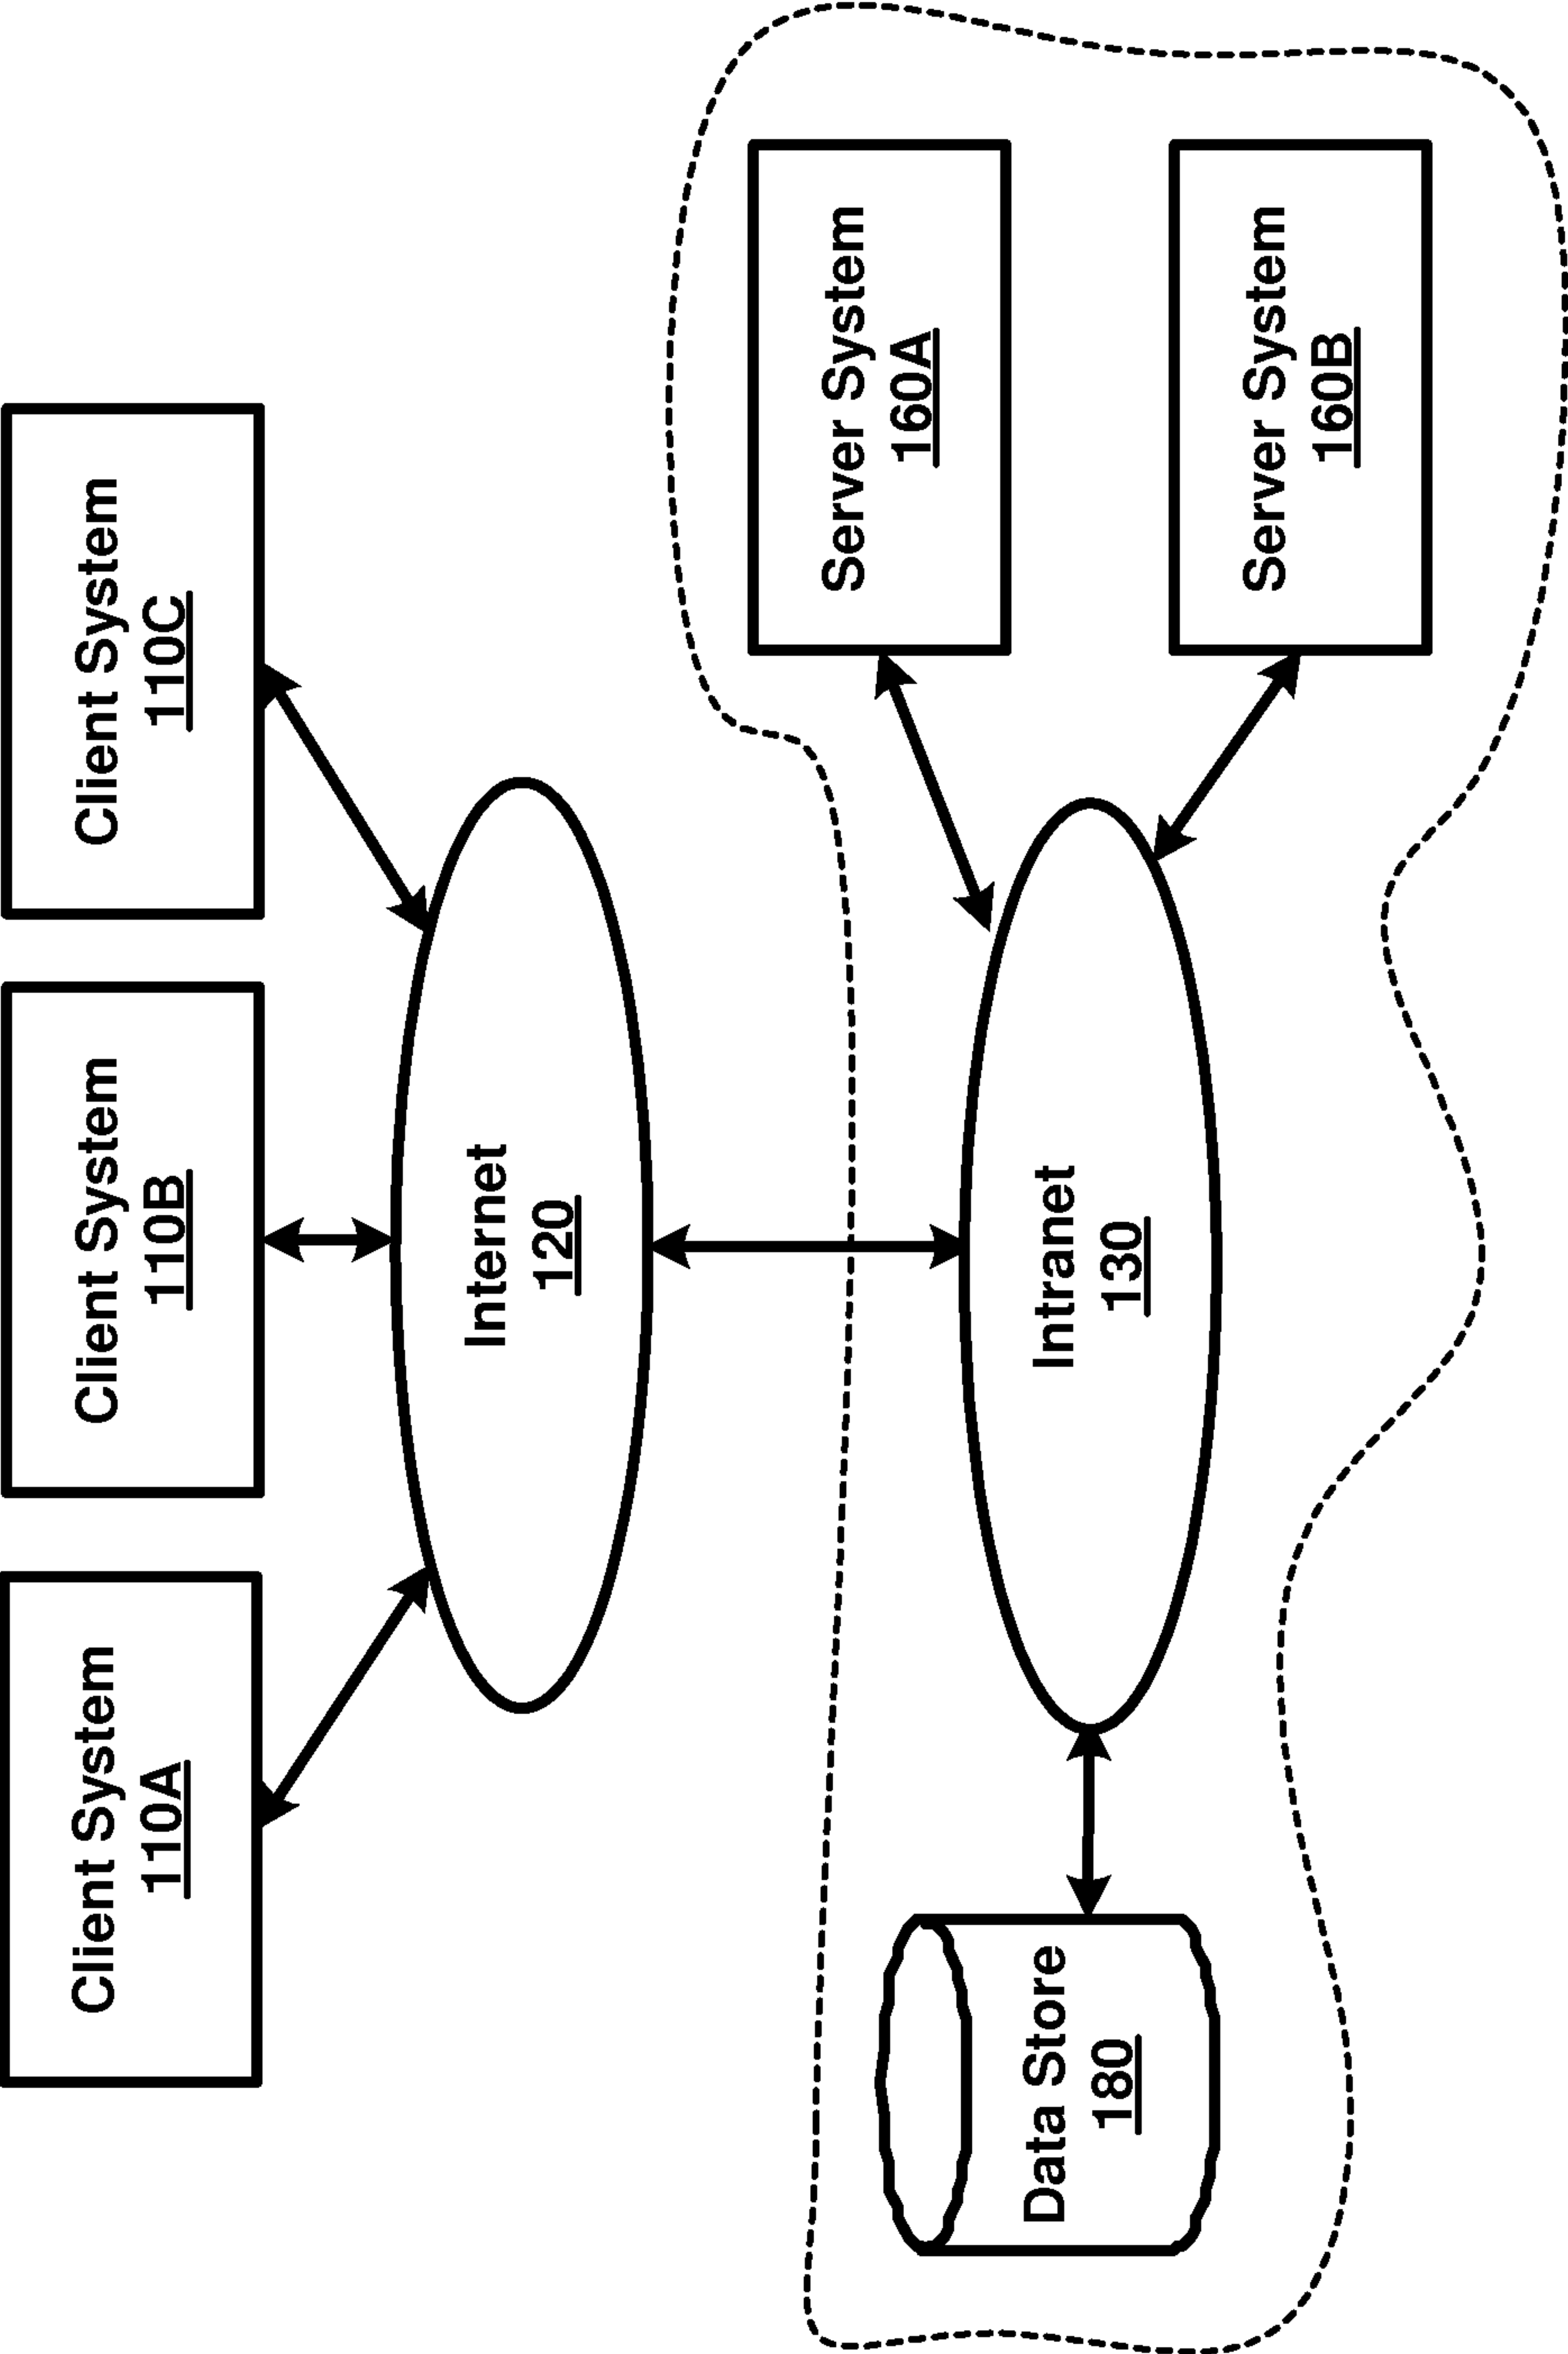 Client System
110A
Client System
110B
Client System
110C
Internet
120
Intranet
130
Data Store
180
Server System
160A
Server System
160B